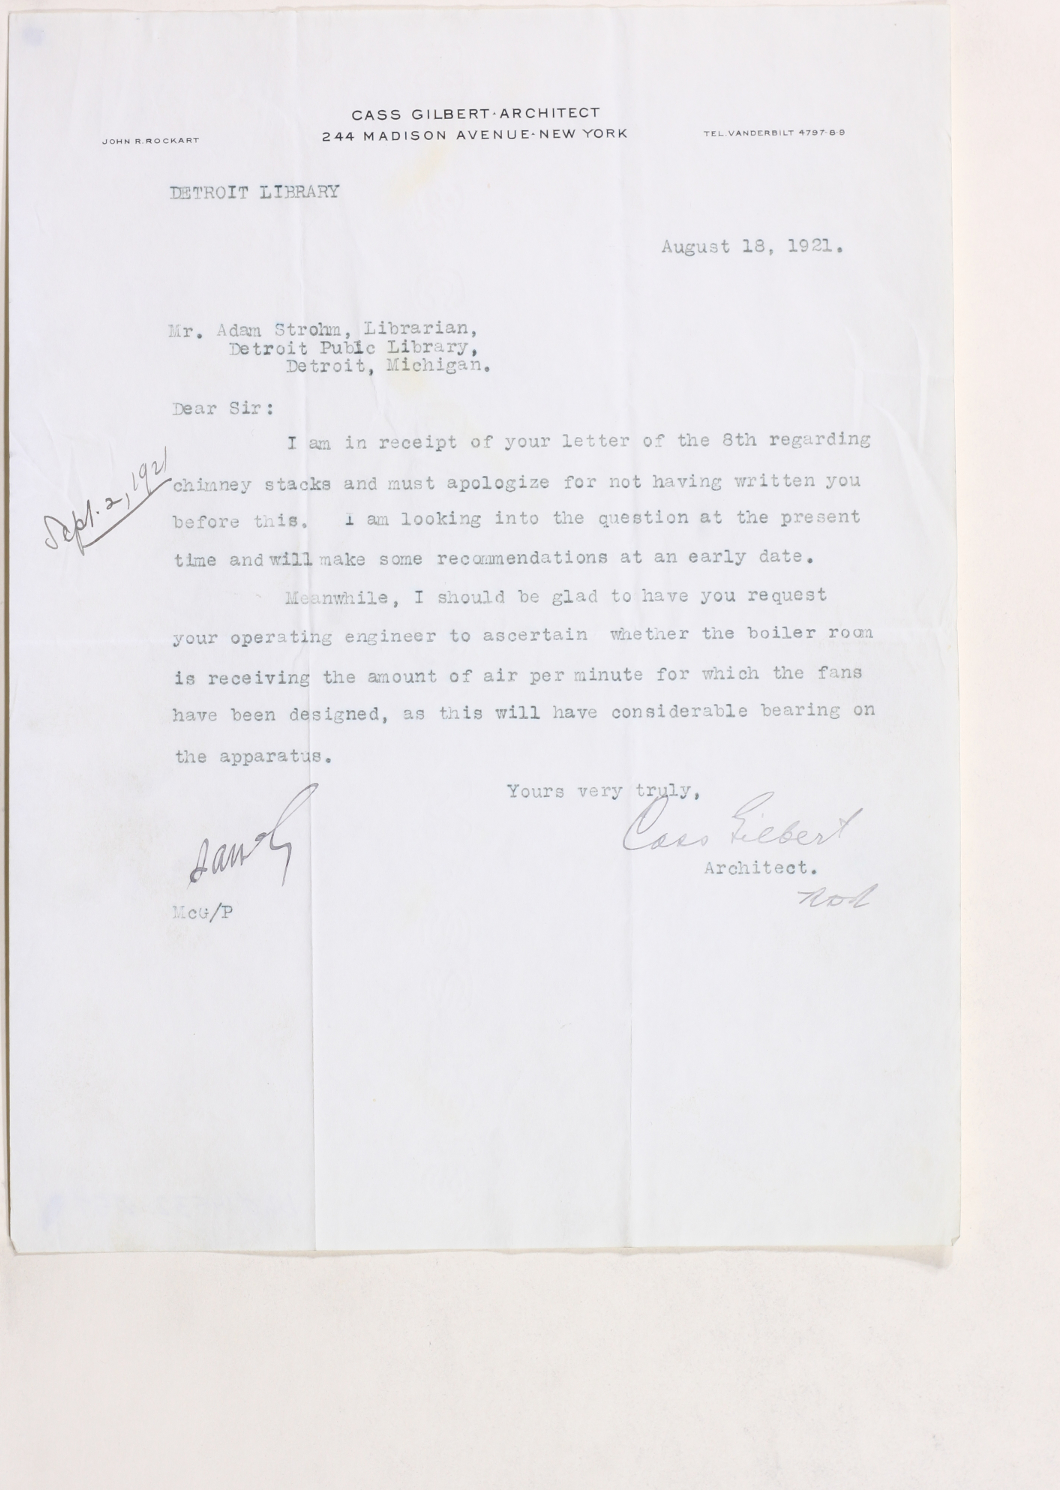 CASS GILBERT·ARCHITECT
JOHN R. ROCKART
244 MADISON AVENUE·NEW YORK
TEL. VANDERBILT 4797-8-9
DETROIT LIBRARY
August 18, 1921.
Mr. Adam Strohm, Librarian,
Detroit Public Library,
Detroit, Michigan.
Dear Sir:
I am in receipt of your letter of the 8th regarding
chimney stacks and must apologize for not having written you
before this. I am looking into the question at the present
time and will make some recommendations at an early date.
Sept. 2, 1921
Meanwhile, I should be glad to have you request
your operating engineer to ascertain whether the boiler room
is receiving the amount of air per minute for which the fans
have been designed, as this will have considerable bearing on
the apparatus.
Yours very truly,
Cass Gilbert
Architect.
McG/P